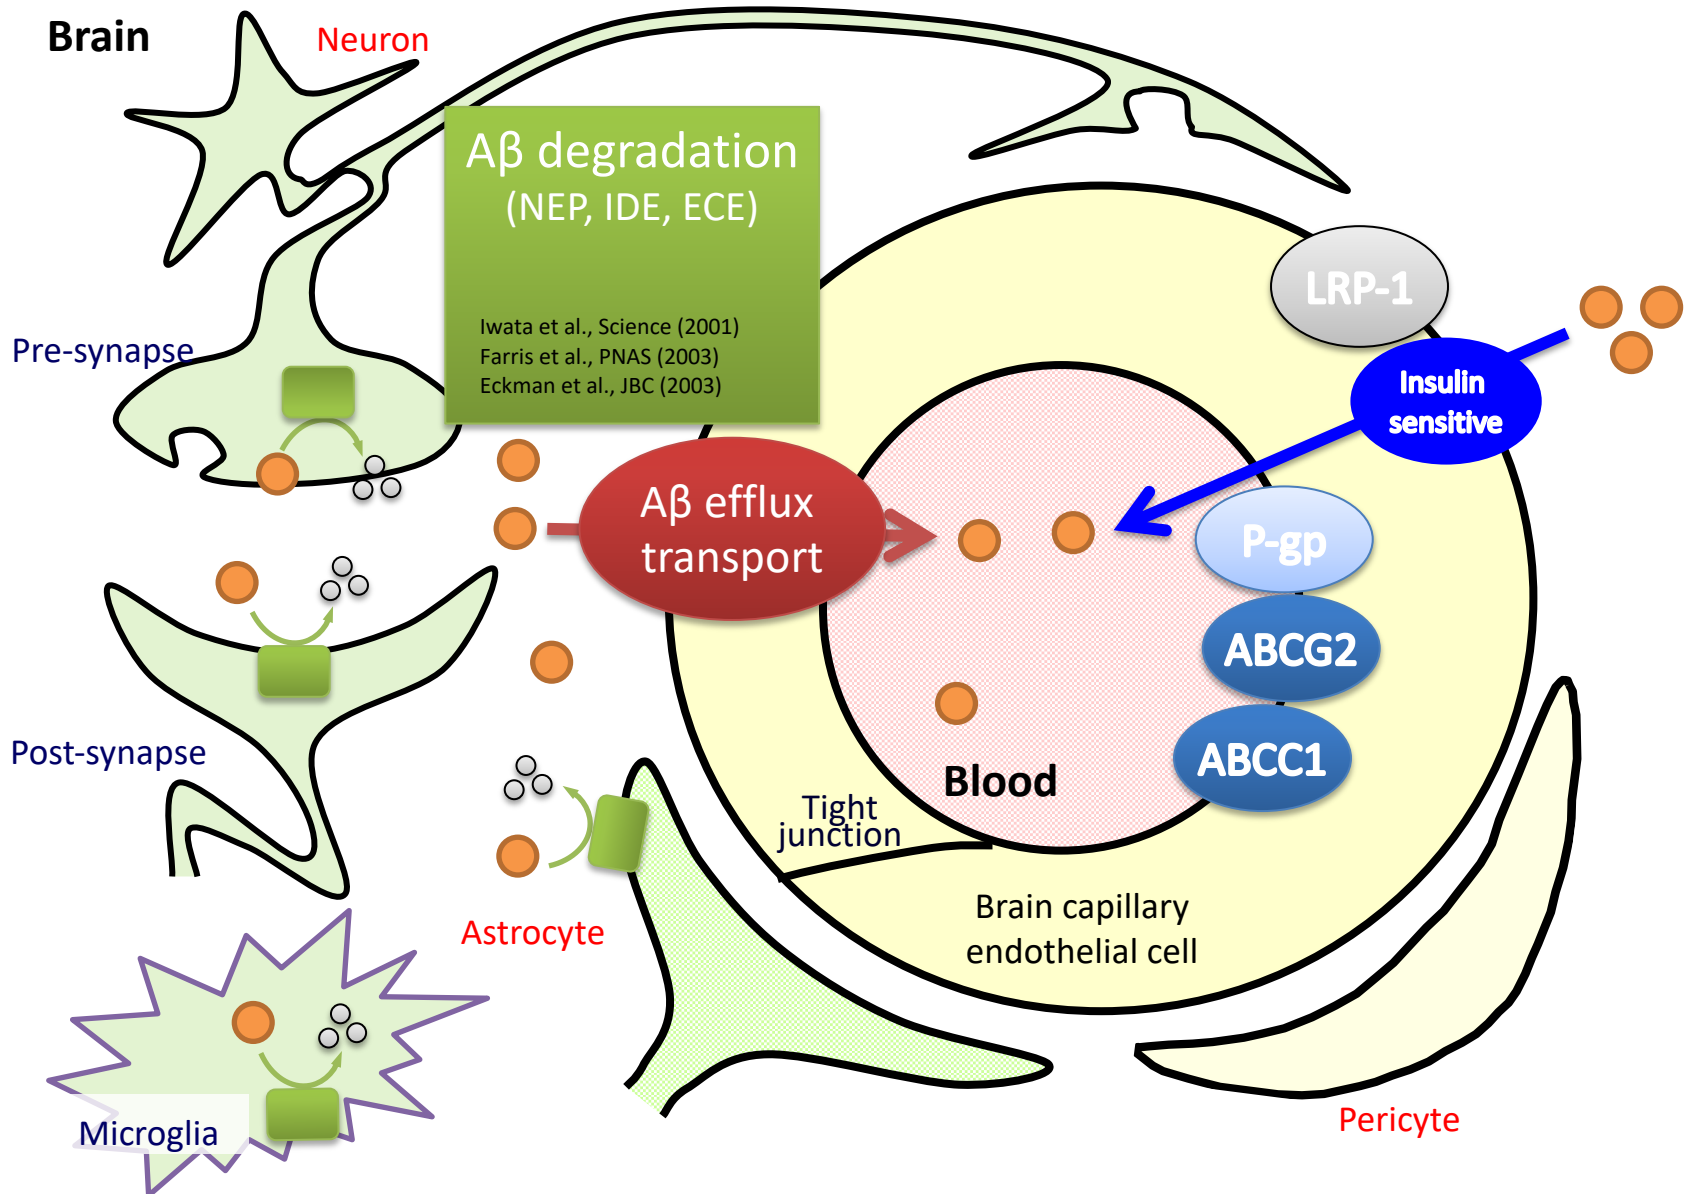 Brain
Neuron
Aβ degradation
(NEP, IDE, ECE)
Iwata et al., Science (2001)
Farris et al., PNAS (2003)
Eckman et al., JBC (2003)
LRP-1
Pre-synapse
Insulin
sensitive
Aβ efflux
transport
P-gp
ABCG2
Post-synapse
ABCC1
Blood
Tight
junction
Brain capillary
endothelial cell
Astrocyte
Microglia
Pericyte